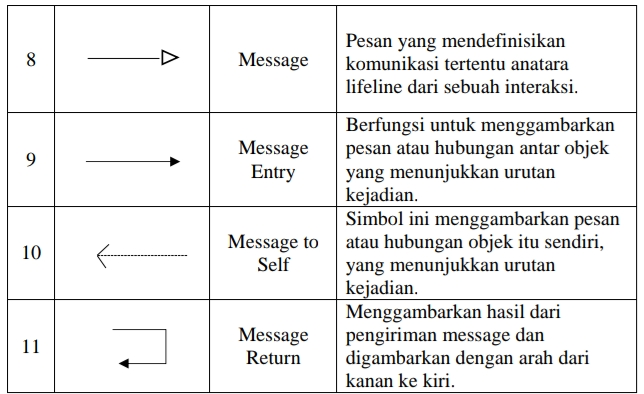 8
Message
Pesan yang mendefinisikan
komunikasi tertentu anatara
lifeline dari sebuah interaksi.
9
Message
Entry
Berfungsi untuk menggambarkan
pesan atau hubungan antar objek
yang menunjukkan urutan
kejadian.
10
Message to
Self
Simbol ini menggambarkan pesan
atau hubungan objek itu sendiri,
yang menunjukkan urutan
kejadian.
11
Message
Return
Menggambarkan hasil dari
pengiriman message dan
digambarkan dengan arah dari
kanan ke kiri.